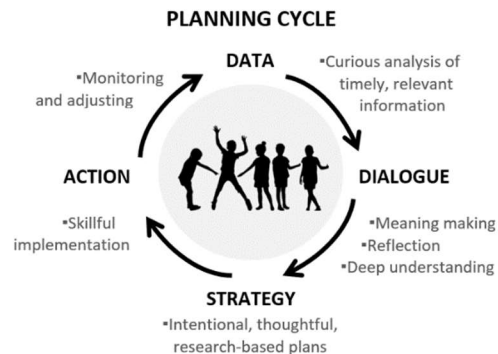 PLANNING CYCLE
DATA
▪Curious analysis of
timely, relevant
information
DIALOGUE
▪Meaning making
▪Reflection
▪Deep understanding
STRATEGY
▪Intentional, thoughtful,
research-based plans
ACTION
▪Skillful
implementation
▪Monitoring
and adjusting